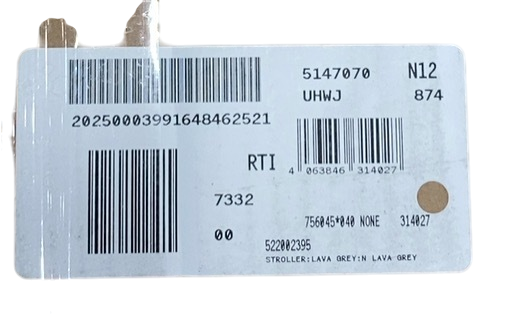 5147070 N12
UHWJ 874
20250003991648462521
RTI
4 063846 314027
7332
756045*040 NONE 314027
00
522002395
STROLLER:LAVA GREY:N LAVA GREY